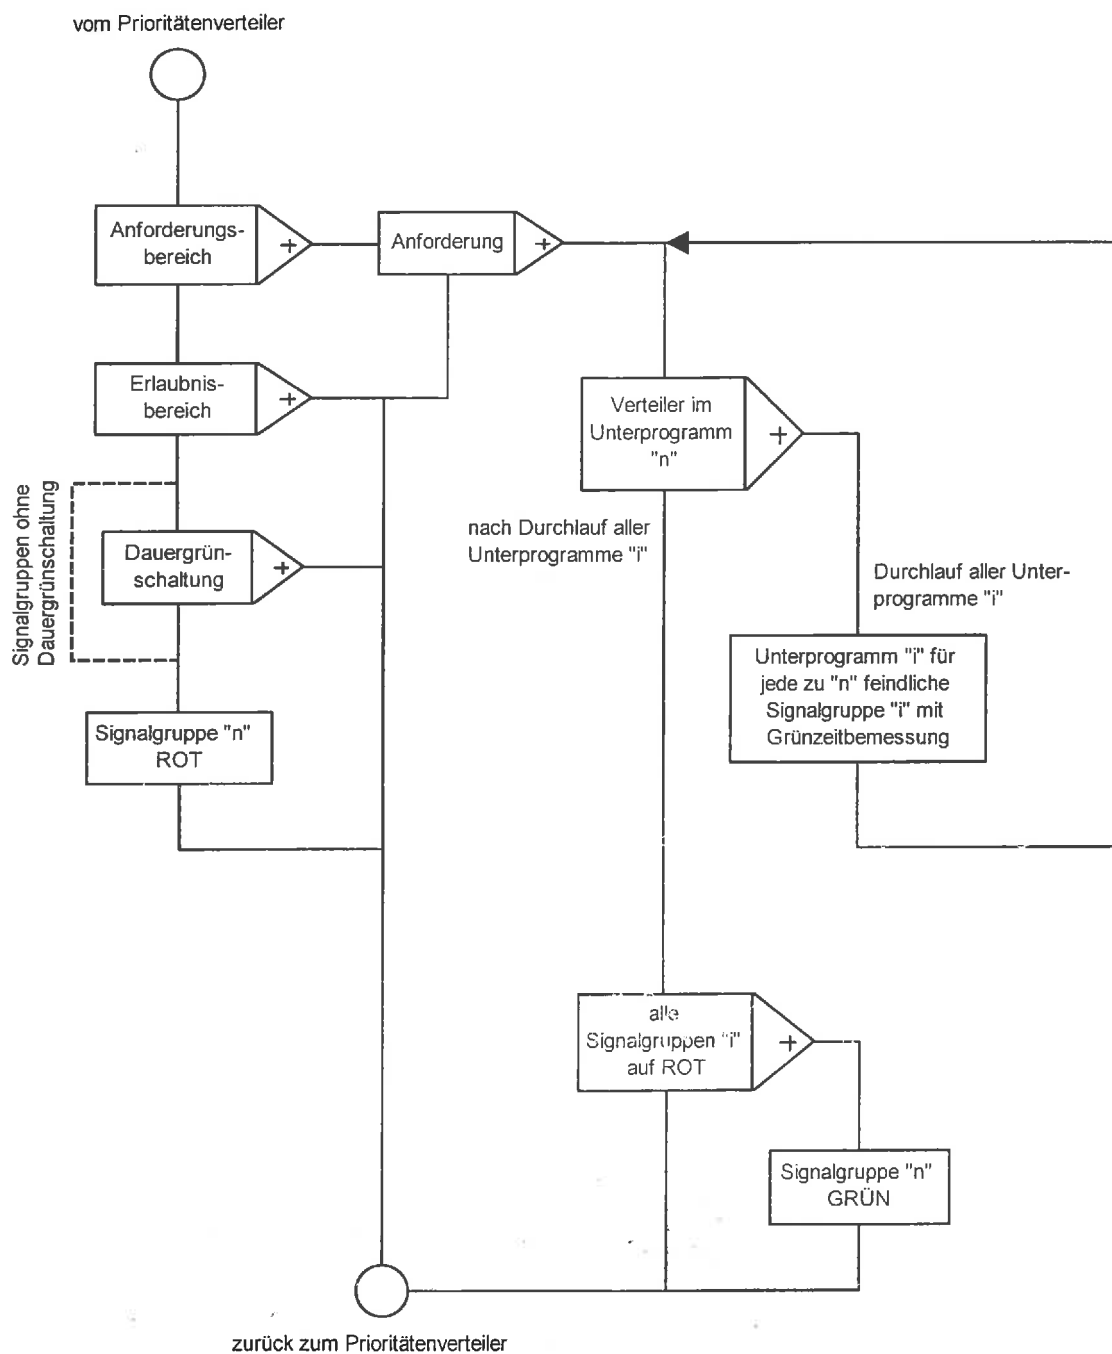 vom Prioritätenverteiler
Anforderungs-
bereich
+
Anforderung
+
Erlaubnis-
bereich
+
Verteiler im
Unterprogramm
"n"
+
Signalgruppen ohne
Dauergrünschaltung
Dauergrün-
schaltung
+
nach Durchlauf aller
Unterprogramme "i"
Durchlauf aller Unter-
programme "i"
Unterprogramm "i" für
jede zu "n" feindliche
Signalgruppe "i" mit
Grünzeitbemessung
Signalgruppe "n"
ROT
alle
Signalgruppen "i"
auf ROT
+
Signalgruppe "n"
GRÜN
zurück zum Prioritätenverteiler